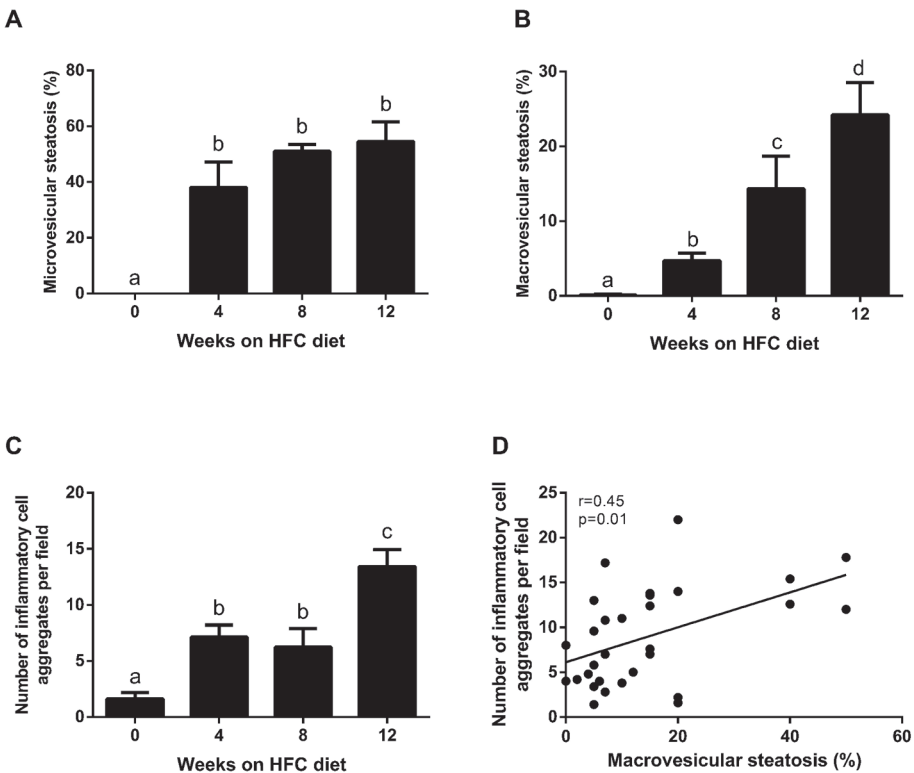 A
Microvesicular steatosis (%)
80
60
40
20
0
a
b
b
b
0 4 8 12
Weeks on HFC diet
B
Macrovesicular steatosis (%)
30
20
10
0
a
b
c
d
0 4 8 12
Weeks on HFC diet
C
Number of inflammatory cell
aggregates per field
20
15
10
5
0
a
b
b
c
0 4 8 12
Weeks on HFC diet
D
Number of inflammatory cell
aggregates per field
25
20
15
10
5
0
r=0.45
p=0.01
0 20 40 60
Macrovesicular steatosis (%)